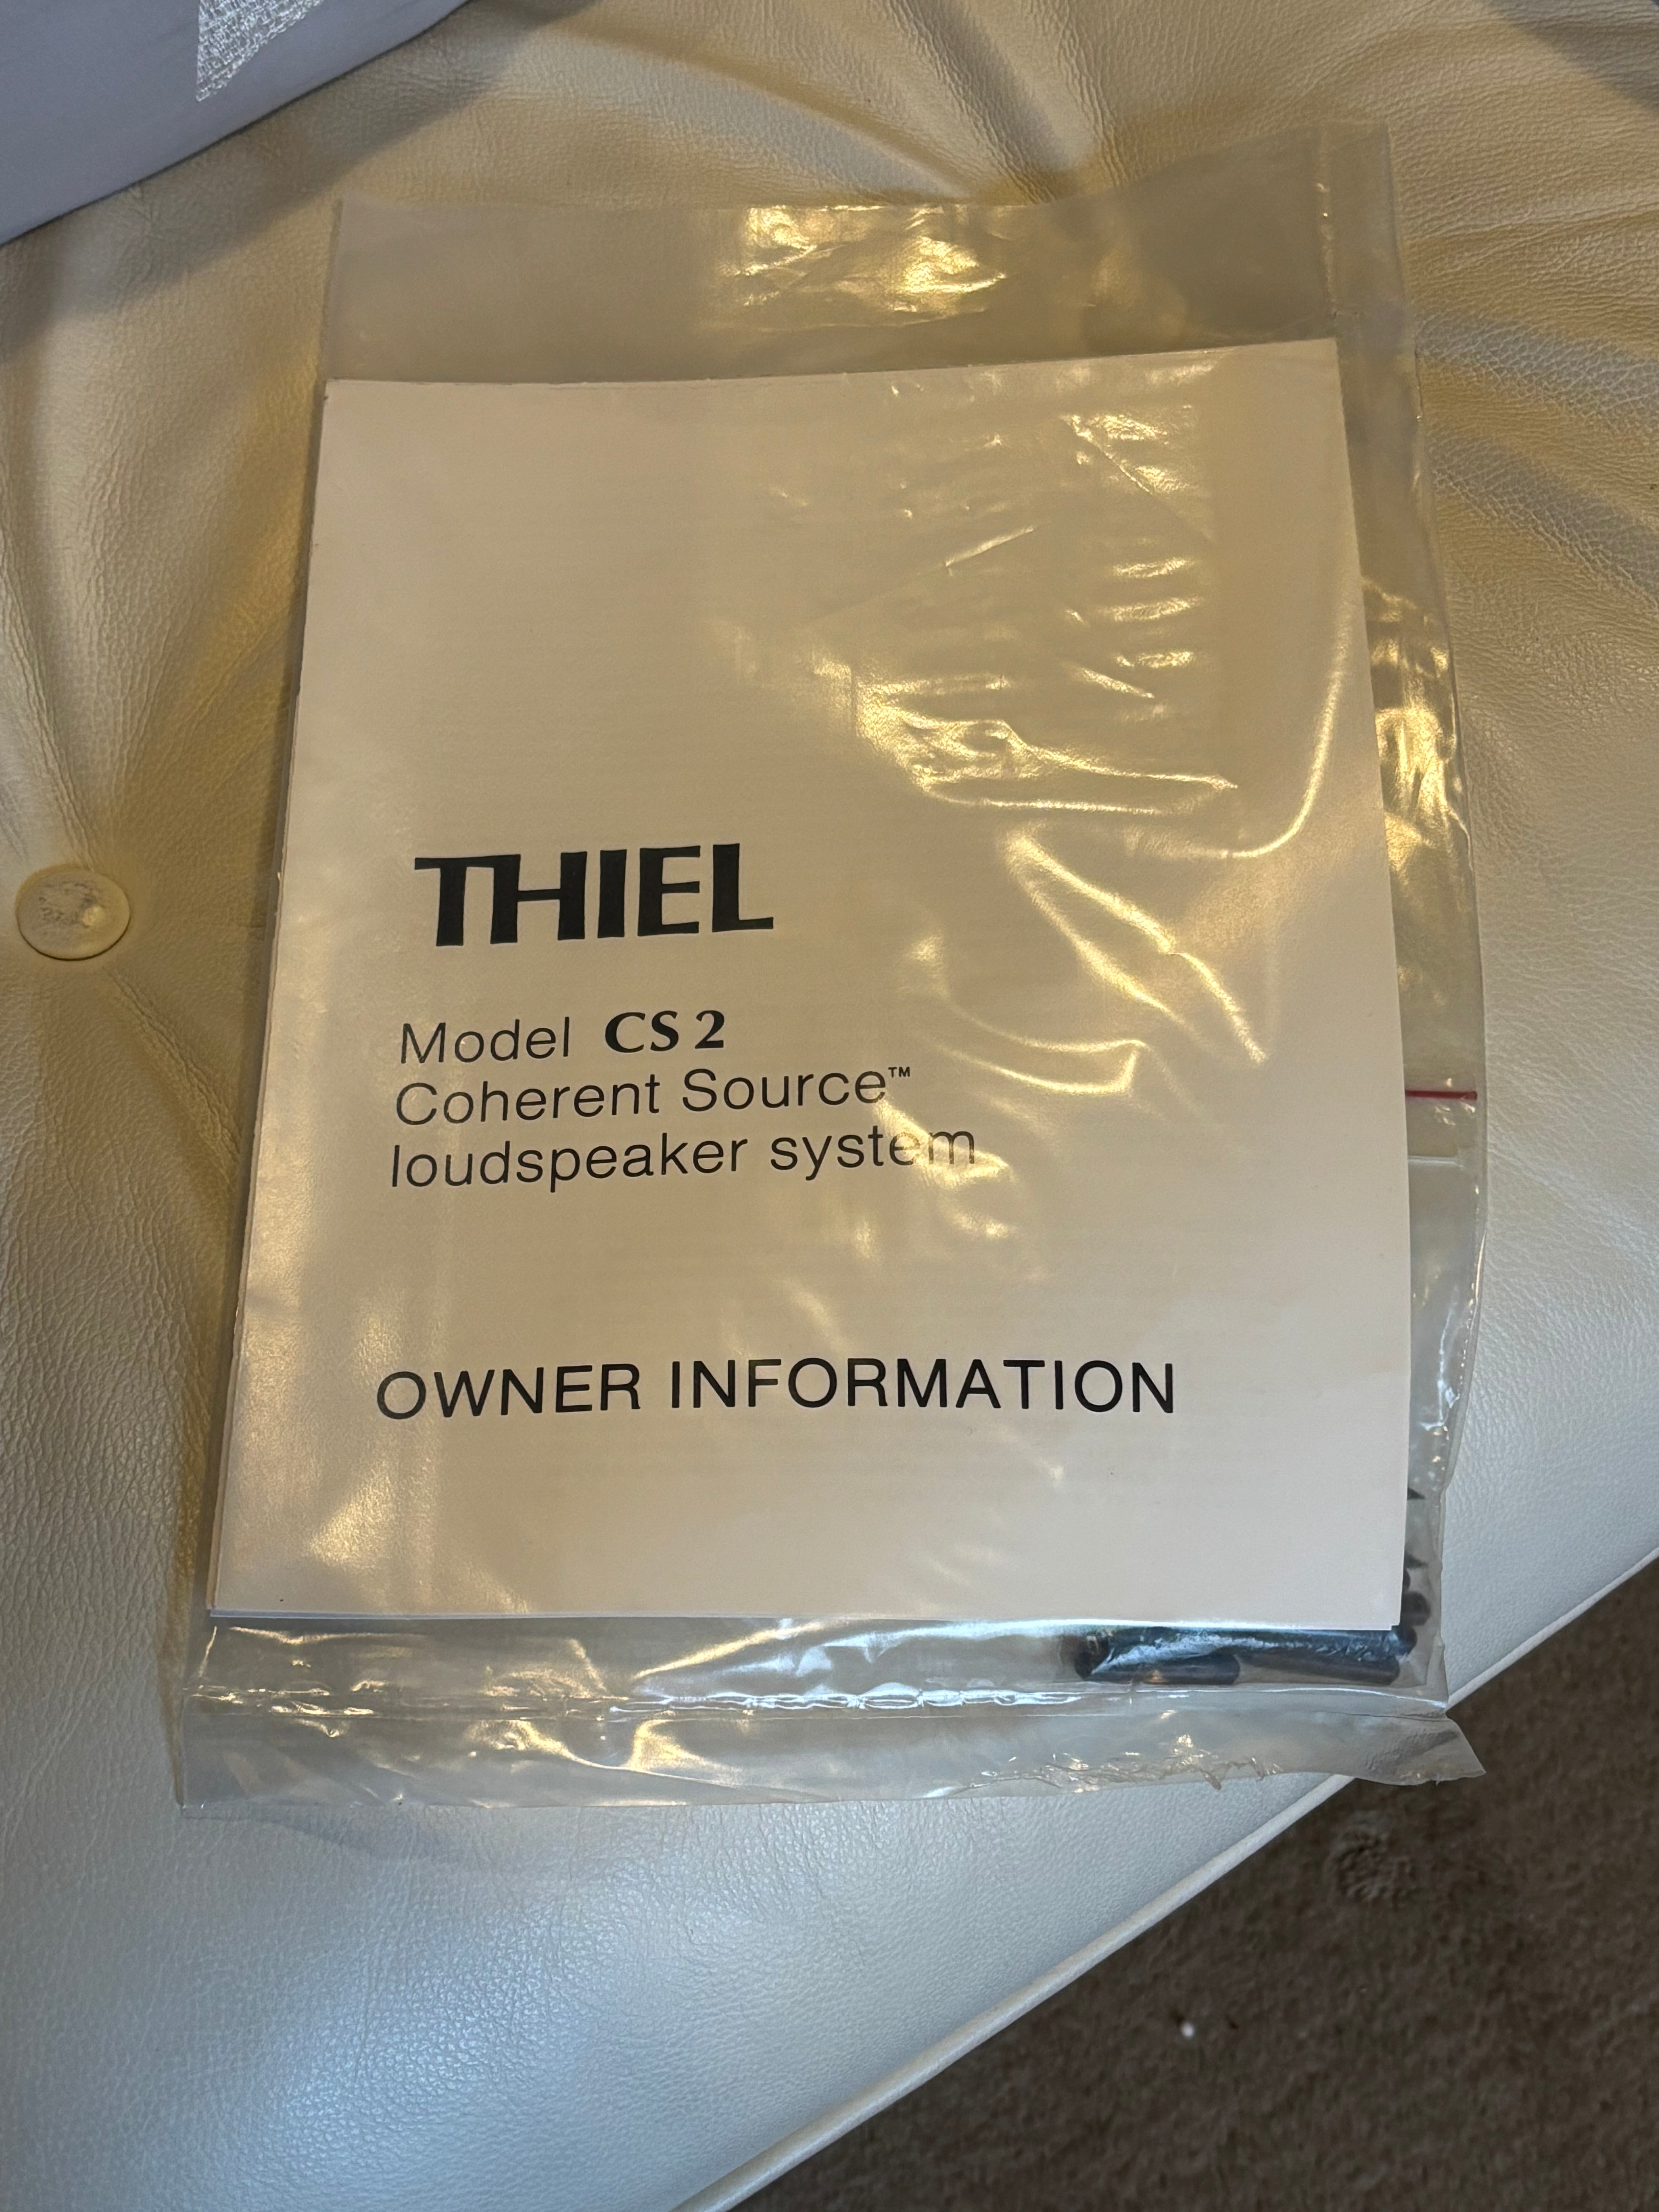 THIEL
Model CS 2
Coherent Source™
loudspeaker system
OWNER INFORMATION